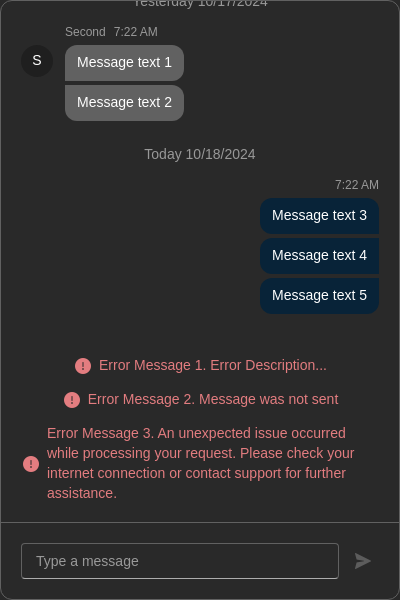 Yesterday 10/17/2024
Second 7:22 AM
S
Message text 1
Message text 2
Today 10/18/2024
7:22 AM
Message text 3
Message text 4
Message text 5
Error Message 1. Error Description...
Error Message 2. Message was not sent
Error Message 3. An unexpected issue occurred
while processing your request. Please check your
internet connection or contact support for further
assistance.
Type a message